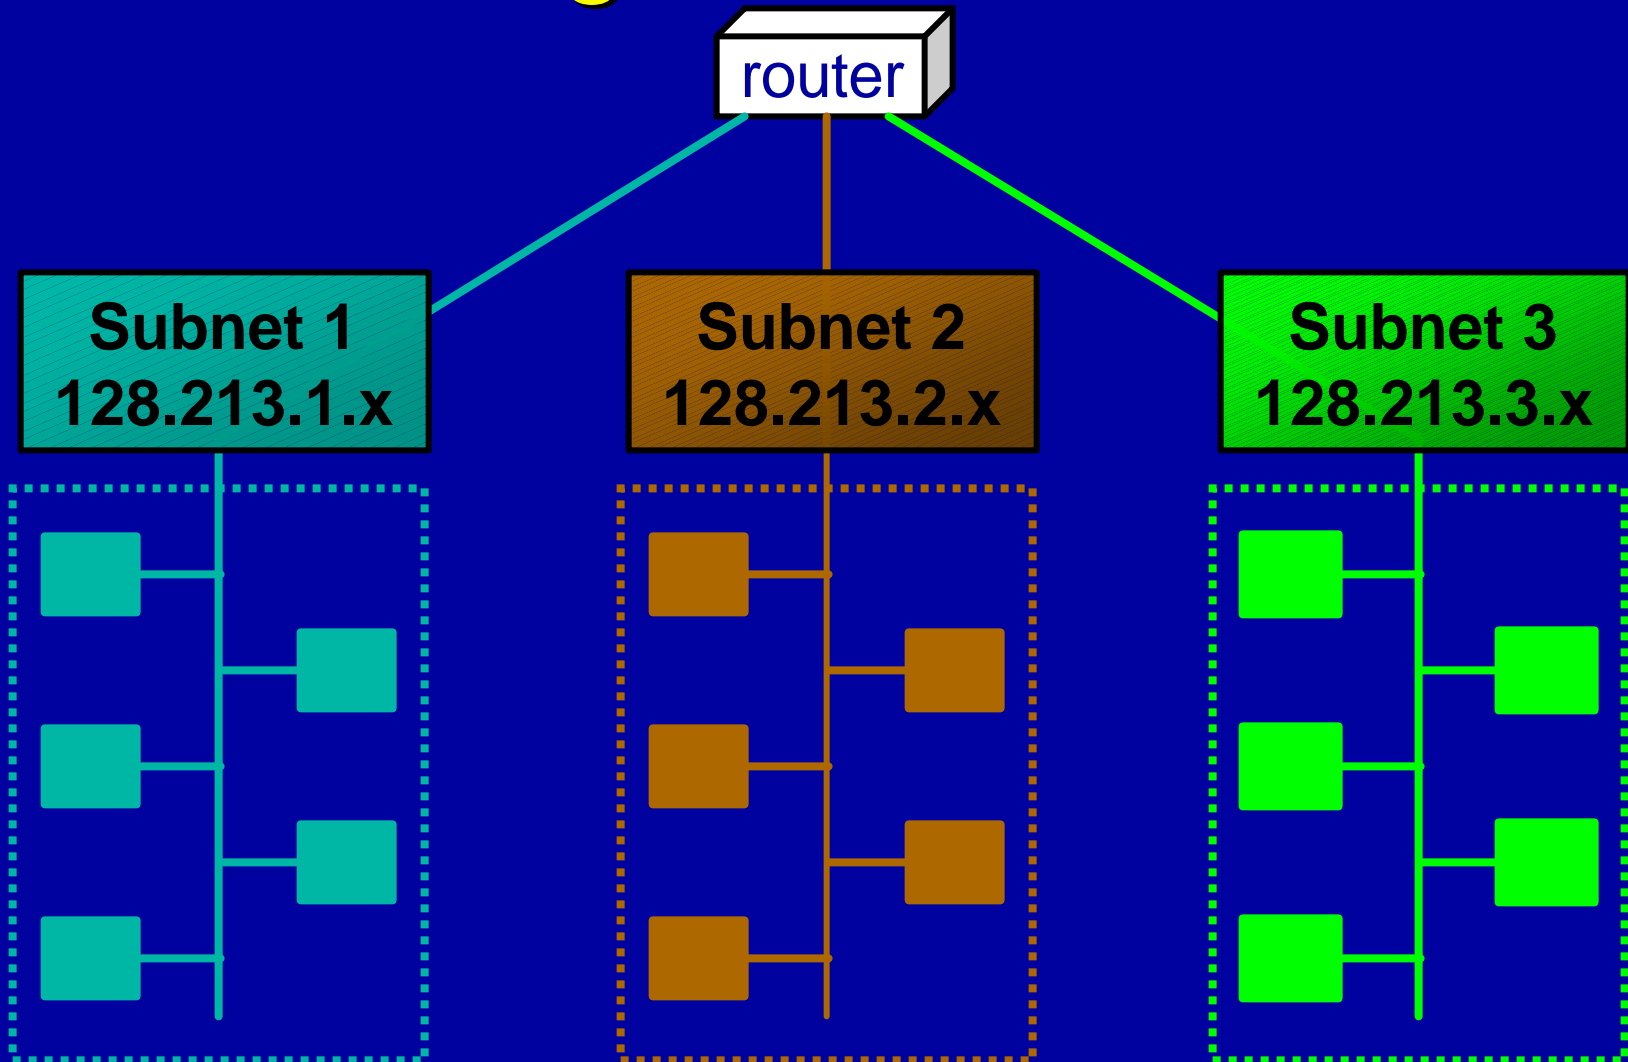 router
Subnet 1
128.213.1.x
Subnet 2
128.213.2.x
Subnet 3
128.213.3.x